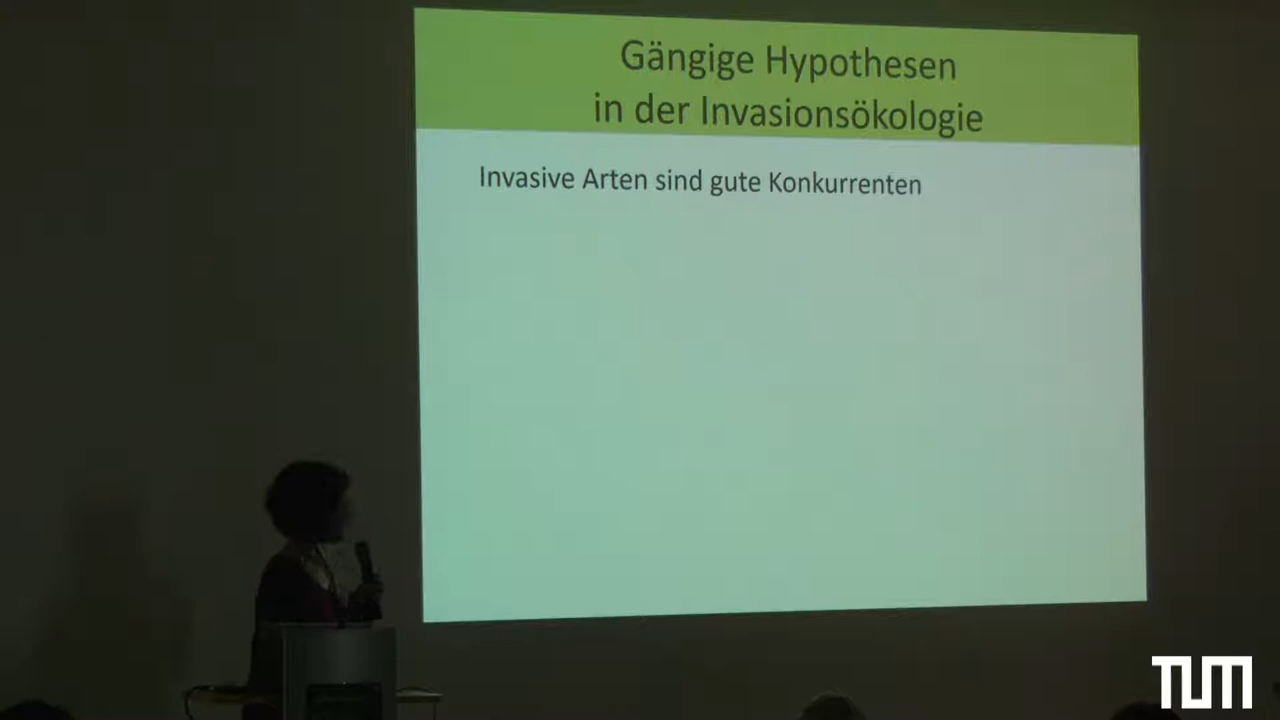 Gängige Hypothesen
in der Invasionsökologie
Invasive Arten sind gute Konkurrenten
TUM